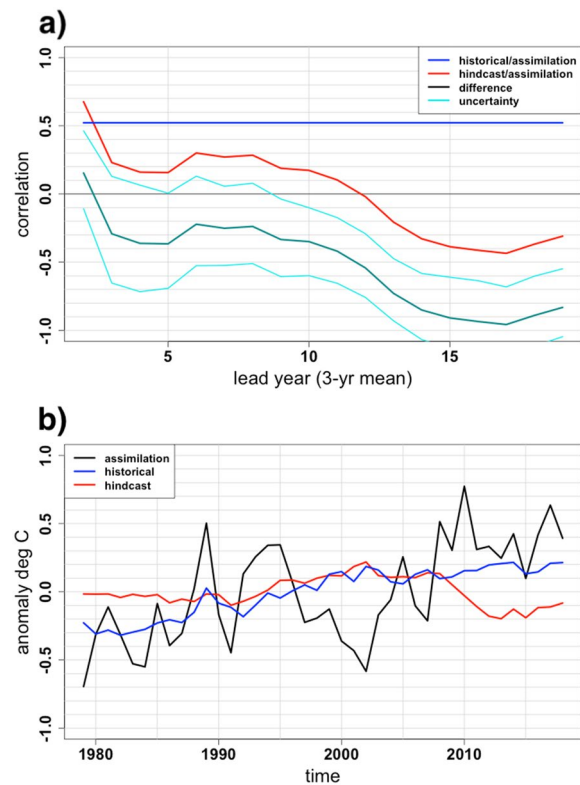 a)
historical/assimilation
hindcast/assimilation
difference
uncertainty
1.0
0.5
0.0
-0.5
-1.0
correlation
5 10 15
lead year (3-yr mean)
b)
assimilation
historical
hindcast
1.0
0.5
0.0
-0.5
-1.0
anomaly deg C
1980 1990 2000 2010
time